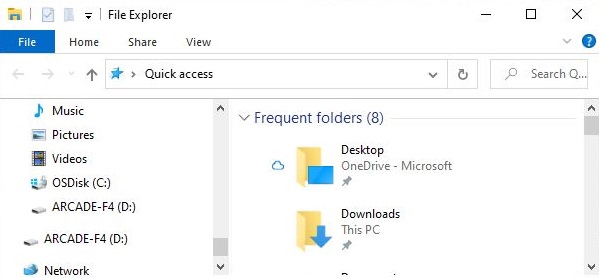 File Explorer
File
Home
Share
View
Quick access
Search Q...
Music
Pictures
Videos
OSDisk (C:)
ARCADE-F4 (D:)
ARCADE-F4 (D:)
Network
Frequent folders (8)
Desktop
OneDrive - Microsoft
Downloads
This PC